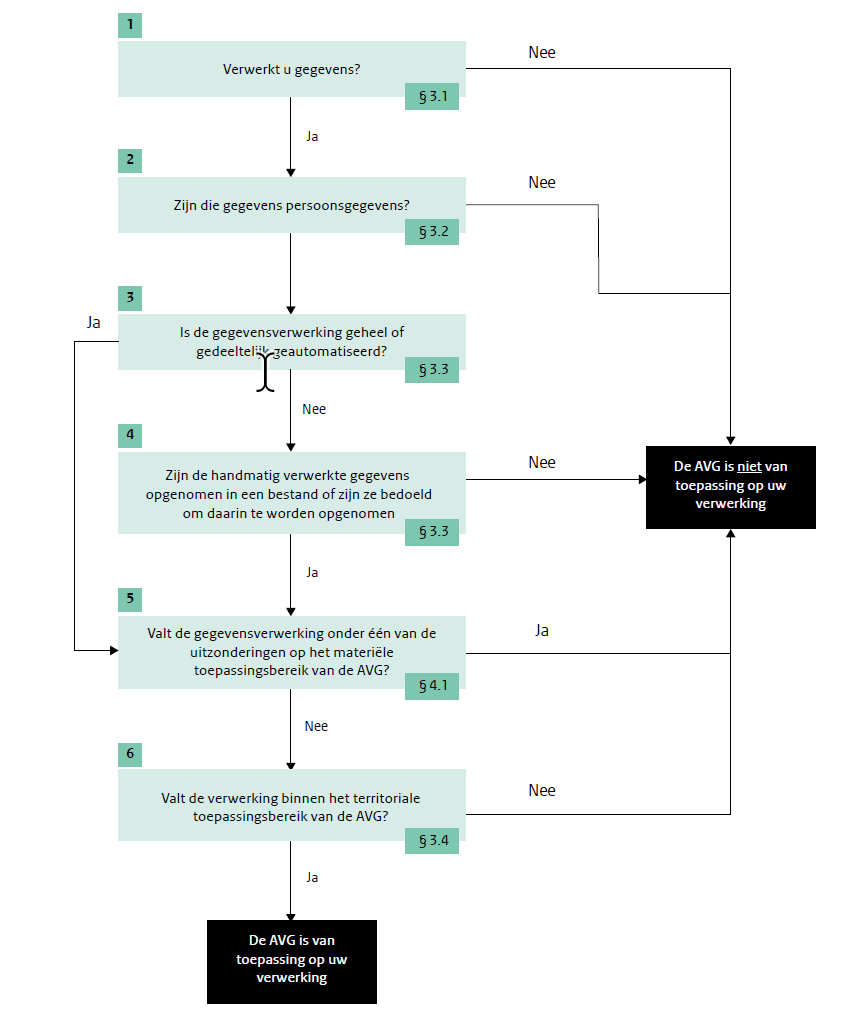 1
Verwerkt u gegevens?
§ 3.1
Nee
Ja
2
Zijn die gegevens persoonsgegevens?
§ 3.2
Nee
3
Ja
Is de gegevensverwerking geheel of
gedeeltelijk geautomatiseerd?
§ 3.3
Nee
4
Zijn de handmatig verwerkte gegevens
opgenomen in een bestand of zijn ze bedoeld
om daarin te worden opgenomen
§ 3.3
Nee
De AVG is niet van
toepassing op uw
verwerking
Ja
5
Valt de gegevensverwerking onder één van de
uitzonderingen op het materiële
toepassingsbereik van de AVG?
§ 4.1
Ja
Nee
6
Valt de verwerking binnen het territoriale
toepassingsbereik van de AVG?
§ 3.4
Nee
Ja
De AVG is van
toepassing op uw
verwerking